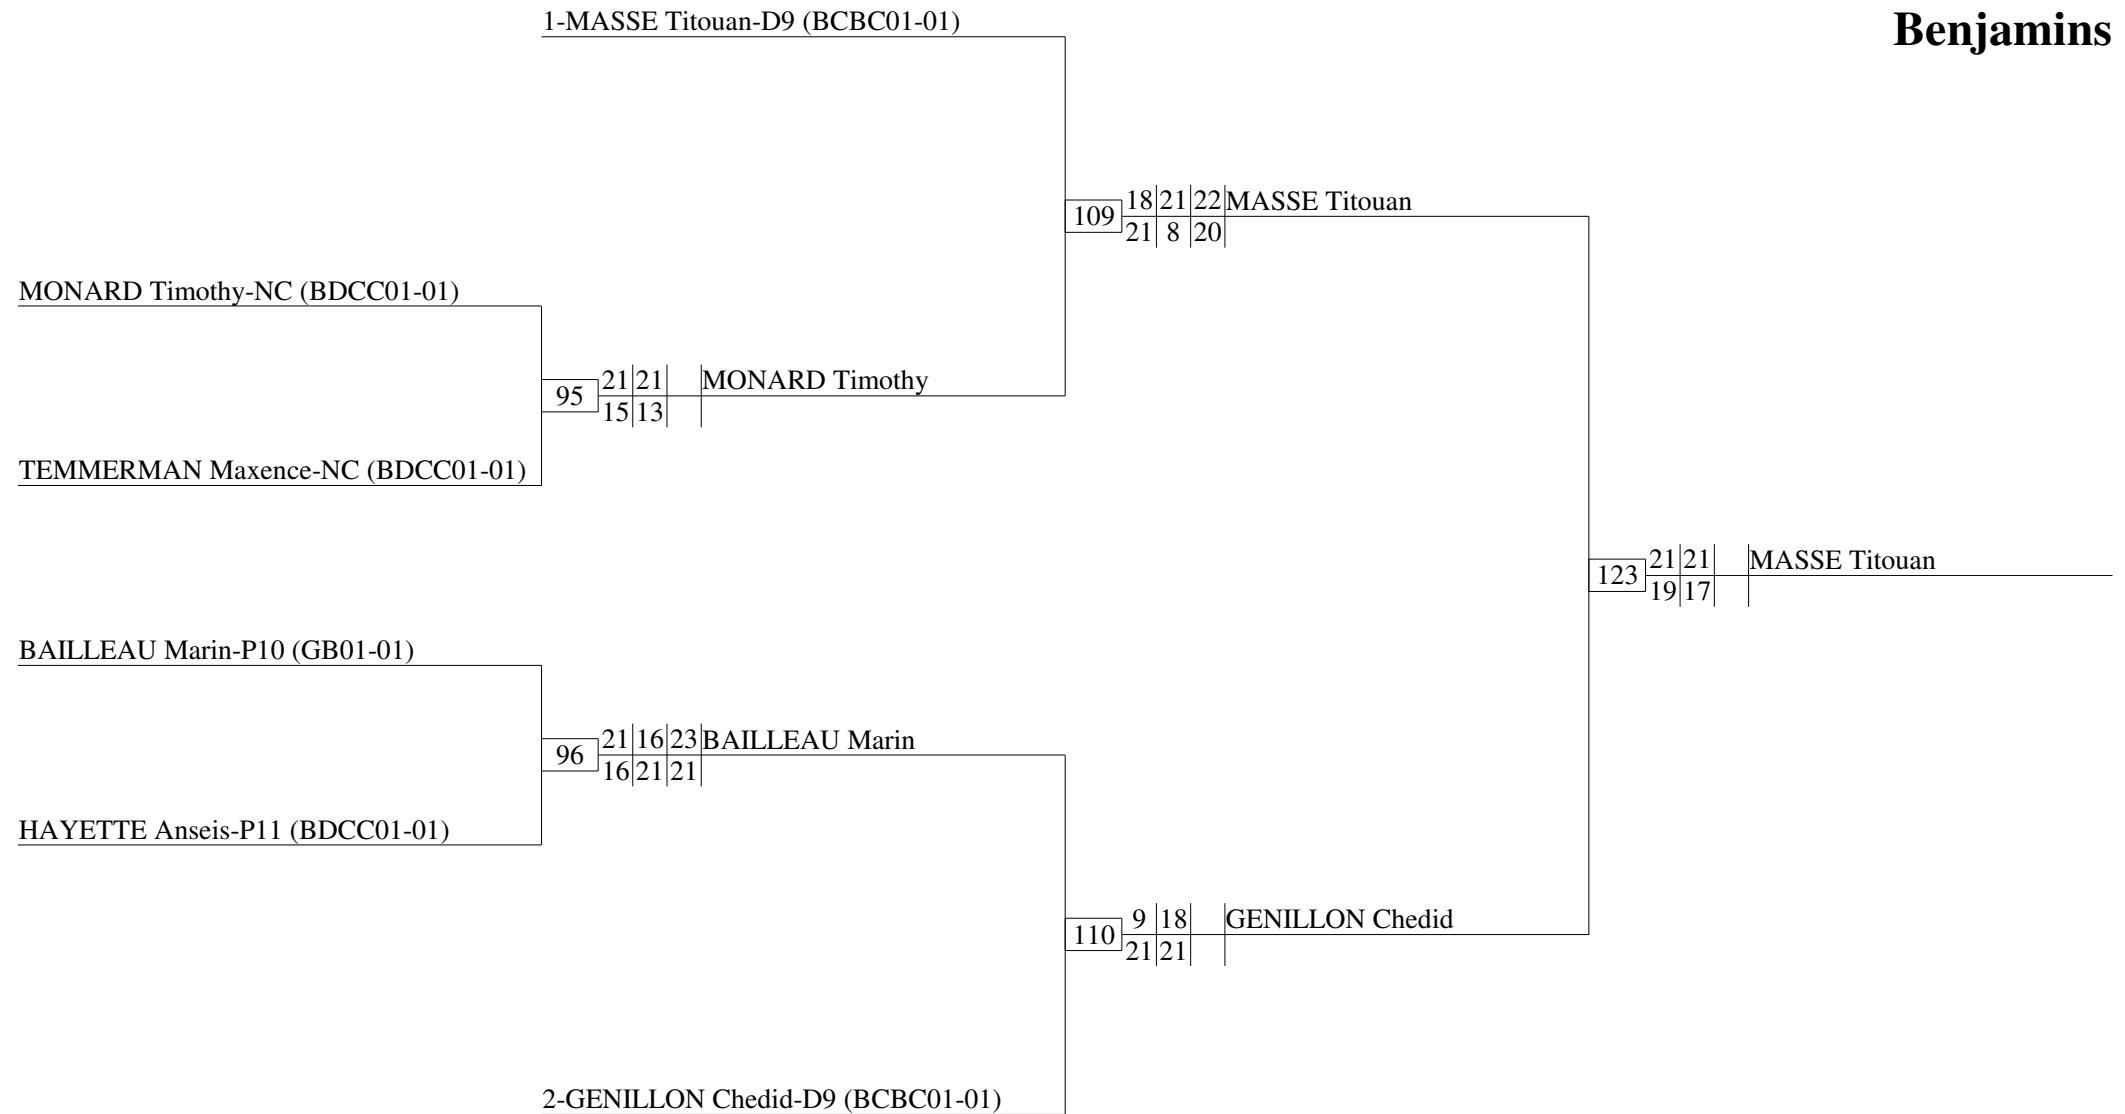 1-MASSE Titouan-D9 (BCBC01-01)
Benjamins
18 21 22 MASSE Titouan
109
21 8 20
MONARD Timothy-NC (BDCC01-01)
21 21 MONARD Timothy
95
15 13
TEMMERMAN Maxence-NC (BDCC01-01)
21 21 MASSE Titouan
123
19 17
BAILLEAU Marin-P10 (GB01-01)
21 16 23 BAILLEAU Marin
96
16 21 21
HAYETTE Anseis-P11 (BDCC01-01)
9 18 GENILLON Chedid
110
21 21
2-GENILLON Chedid-D9 (BCBC01-01)